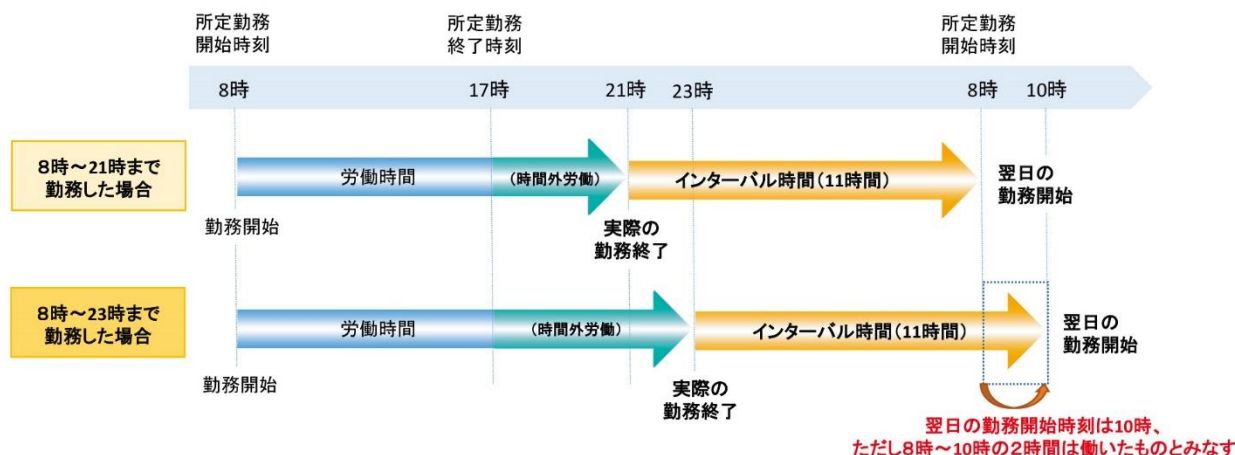 所定勤務
開始時刻
所定勤務
終了時刻
所定勤務
開始時刻
8時
17時
21時
23時
8時
10時
8時～21時まで
勤務した場合
労働時間
(時間外労働)
インターバル時間(11時間)
翌日の
勤務開始
勤務開始
実際の
勤務終了
8時～23時まで
勤務した場合
労働時間
(時間外労働)
インターバル時間(11時間)
翌日の
勤務開始
勤務開始
実際の
勤務終了
翌日の勤務開始時刻は10時、
ただし8時～10時の2時間は働いたものとみなす